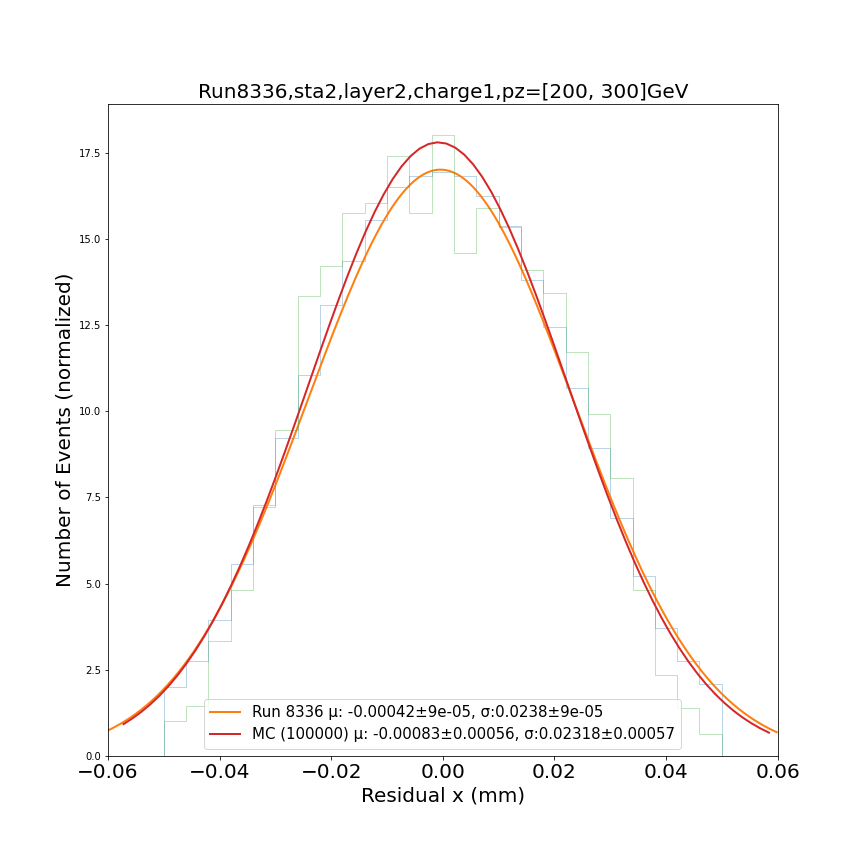 Run8336,sta2,layer2,charge1,pz=[200, 300]GeV
Number of Events (normalized)
17.5
15.0
12.5
10.0
7.5
5.0
2.5
0.0
Run 8336 μ: -0.00042±9e-05, σ:0.0238±9e-05
MC (100000) μ: -0.00083±0.00056, σ:0.02318±0.00057
−0.06 −0.04 −0.02 0.00 0.02 0.04 0.06
Residual x (mm)